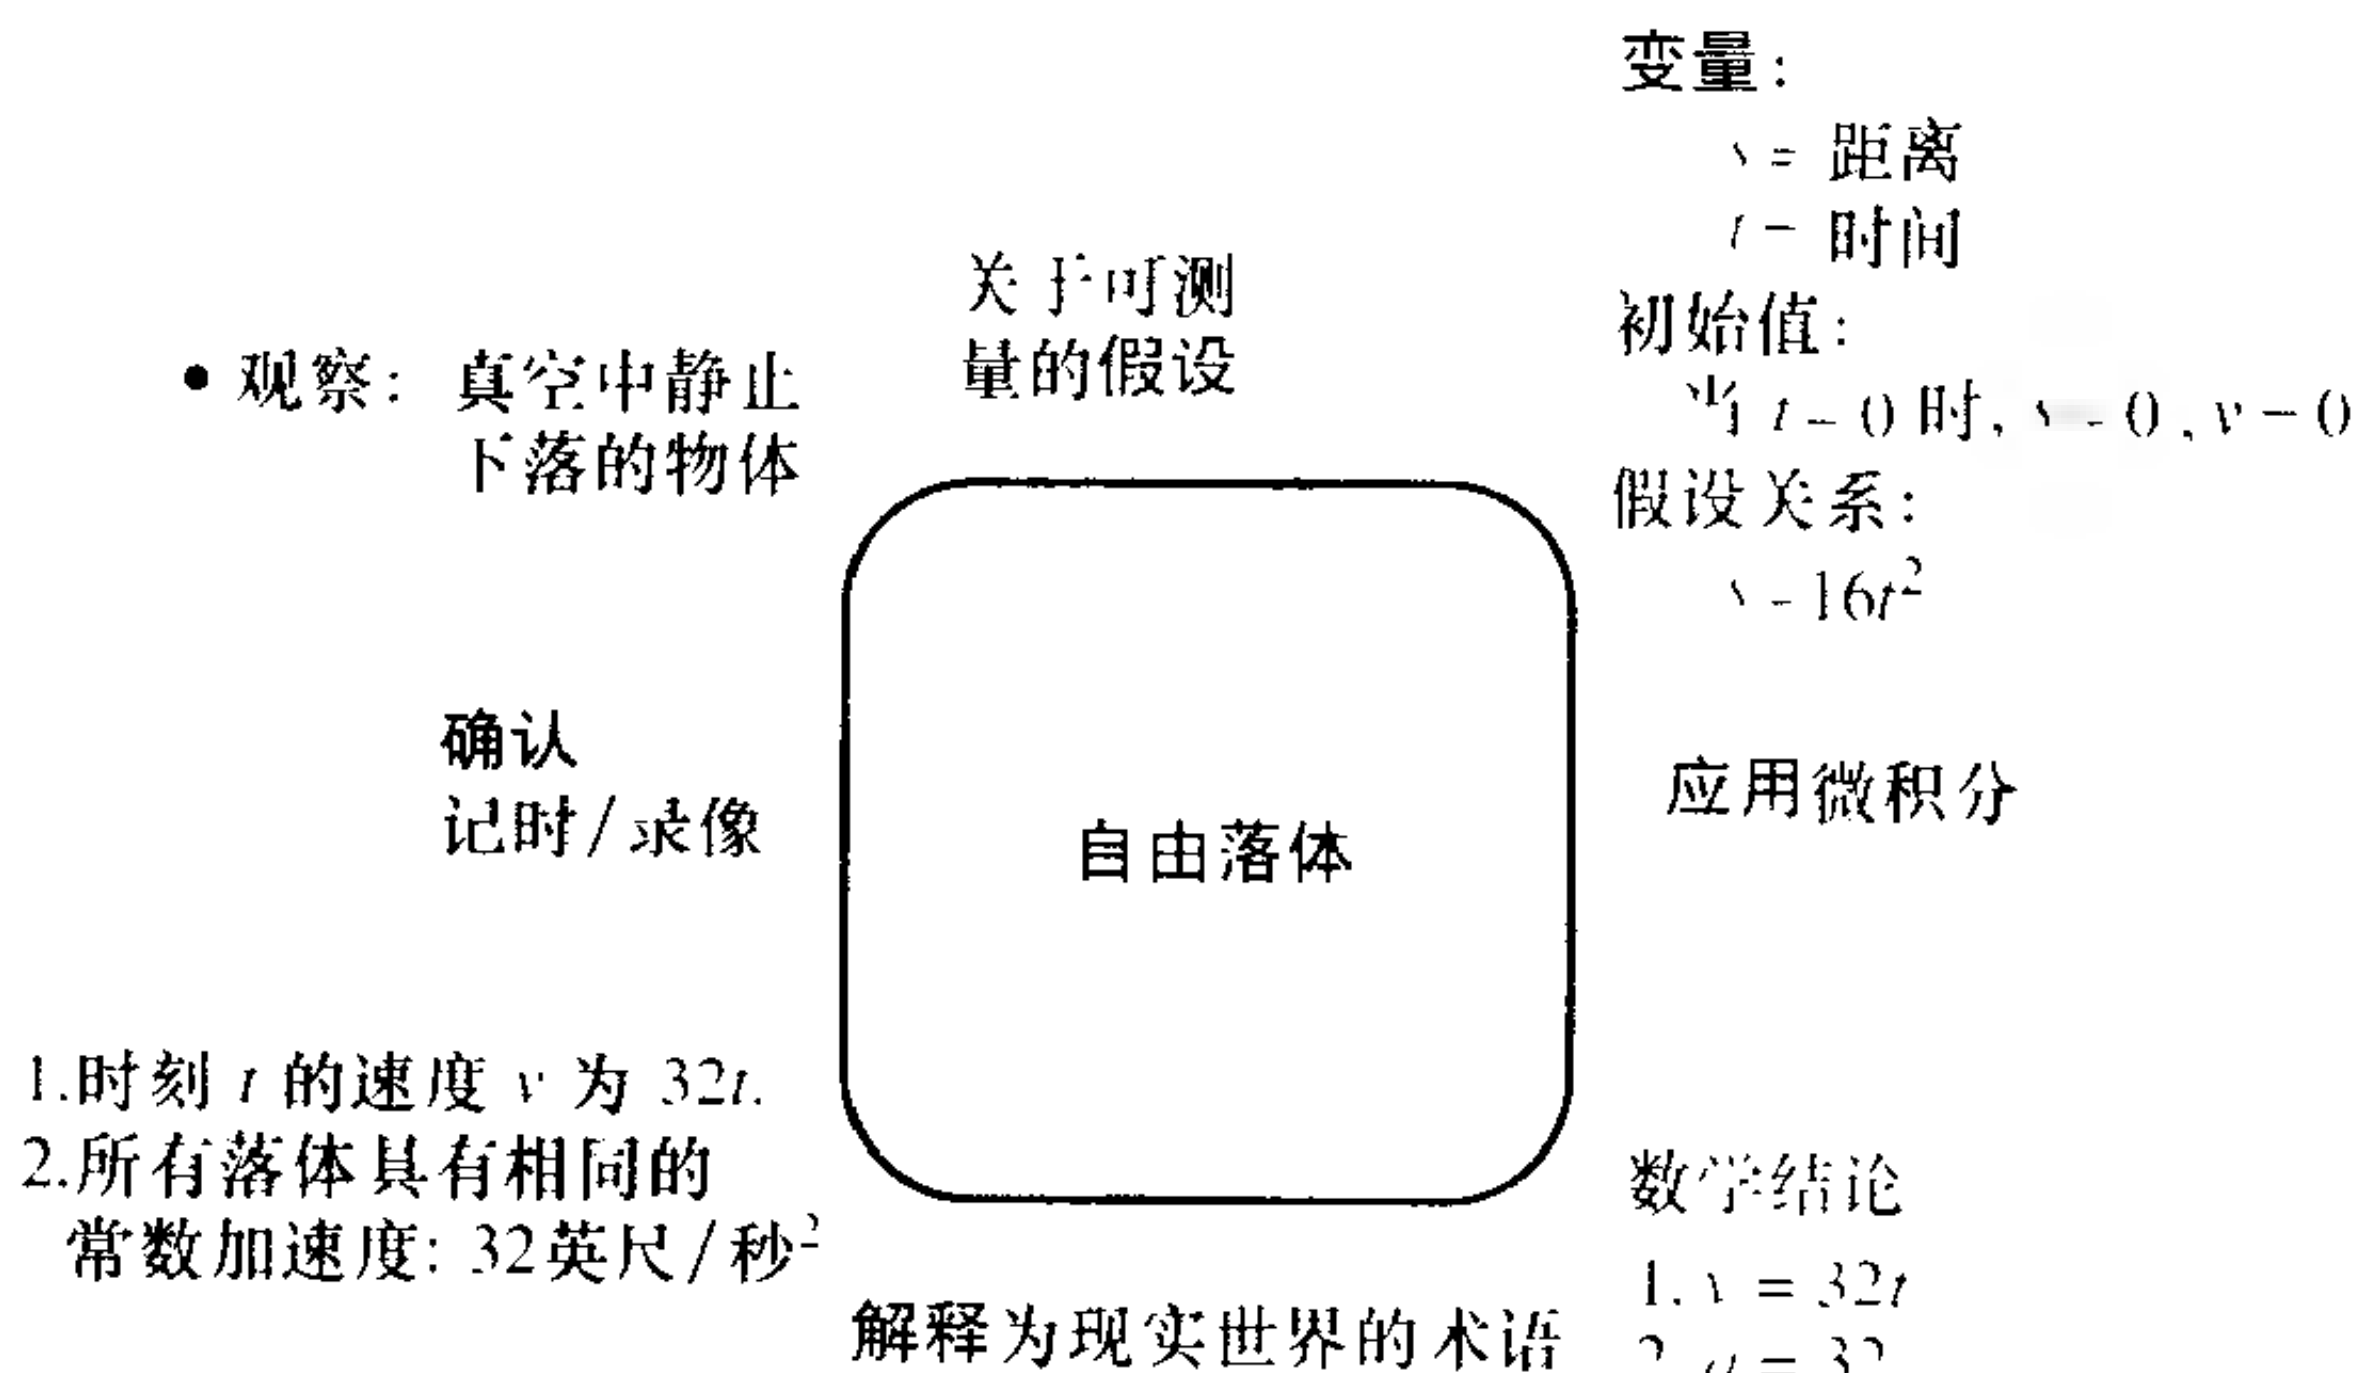 变量:
s = 距离
t = 时间
关于可测
量的假设
初始值:
当 t = 0 时, s = 0, v = 0
• 观察: 真空中静止
下落的物体
假设关系:
s = 16t²
确认
记时/录像
应用微积分
自由落体
1.时刻 t 的速度 v 为 32t.
2.所有落体具有相同的
常数加速度: 32英尺/秒²
数学结论
1. v = 32t
2. a = 32
解释为现实世界的术语